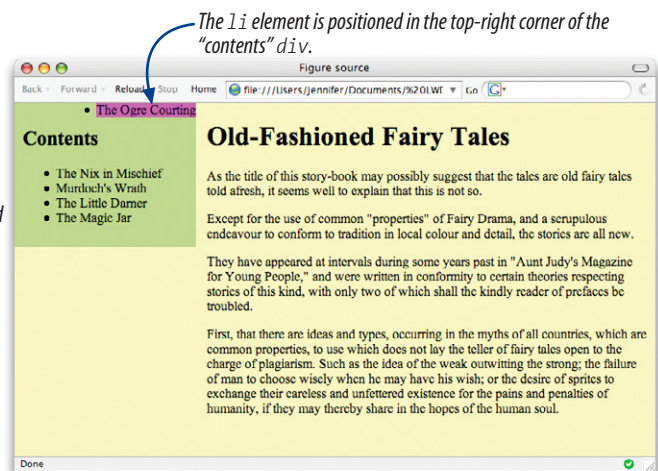 The li element is positioned in the top-right corner of the
“contents” div.
Figure source
Back Forward Reload Stop Home file:///Users/jennifer/Documents/%20LWI Go G
The Ogre Courting
Contents
The Nix in Mischief
Murdoch's Wrath
The Little Darner
The Magic Jar
d
Old-Fashioned Fairy Tales
As the title of this story-book may possibly suggest that the tales are old fairy tales
told afresh, it seems well to explain that this is not so.
Except for the use of common "properties" of Fairy Drama, and a scrupulous
endeavour to conform to tradition in local colour and detail, the stories are all new.
They have appeared at intervals during some years past in "Aunt Judy's Magazine
for Young People," and were written in conformity to certain theories respecting
stories of this kind, with only two of which shall the kindly reader of prefaces be
troubled.
First, that there are ideas and types, occurring in the myths of all countries, which are
common properties, to use which does not lay the teller of fairy tales open to the
charge of plagiarism. Such as the idea of the weak outwitting the strong; the failure
of man to choose wisely when he may have his wish; or the desire of sprites to
exchange their careless and unfettered existence for the pains and penalties of
humanity, if they may thereby share in the hopes of the human soul.
Done